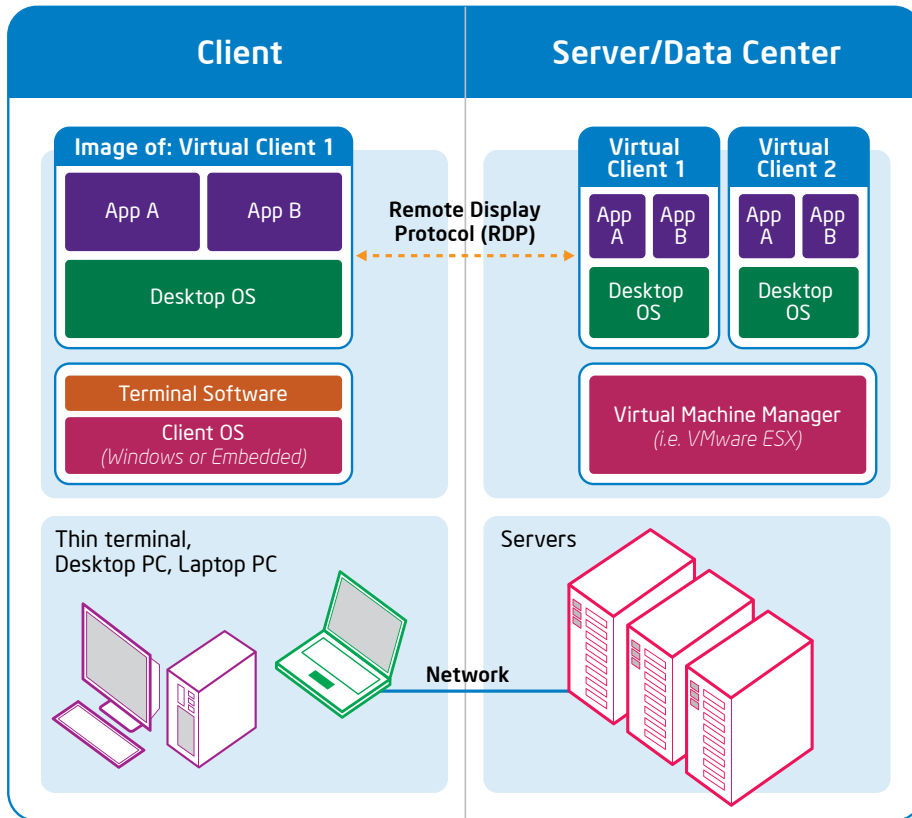 Client
Server/Data Center
Image of: Virtual Client 1
App A
App B
Desktop OS
Terminal Software
Client OS
(Windows or Embedded)
Remote Display
Protocol (RDP)
Virtual
Client 1
App
A
App
B
Desktop
OS
Virtual
Client 2
App
A
App
B
Desktop
OS
Virtual Machine Manager
(i.e. VMware ESX)
Thin terminal,
Desktop PC, Laptop PC
Network
Servers